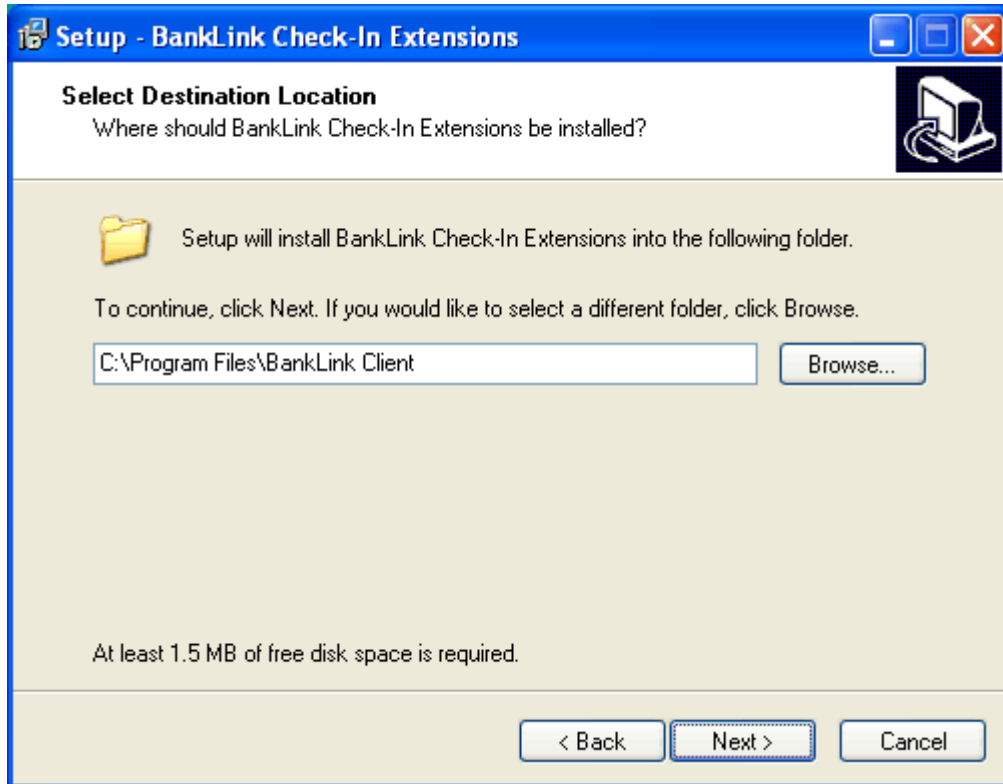 Setup - BankLink Check-In Extensions
Select Destination Location
Where should BankLink Check-In Extensions be installed?
Setup will install BankLink Check-In Extensions into the following folder.
To continue, click Next. If you would like to select a different folder, click Browse.
C:\Program Files\BankLink Client
Browse...
At least 1.5 MB of free disk space is required.
< Back
Next >
Cancel